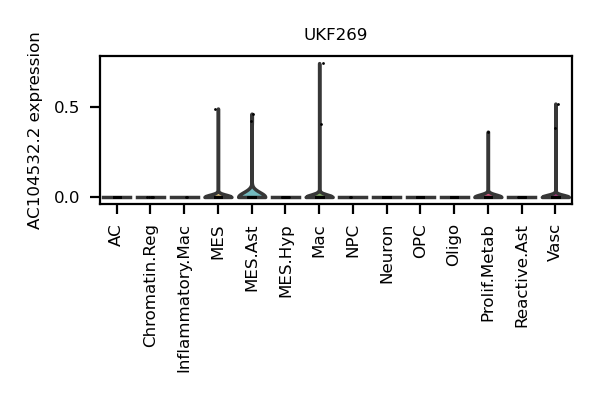 UKF269
AC104532.2 expression
0.5
0.0
AC
Chromatin.Reg
Inflammatory.Mac
MES
MES.Ast
MES.Hyp
Mac
NPC
Neuron
OPC
Oligo
Prolif.Metab
Reactive.Ast
Vasc